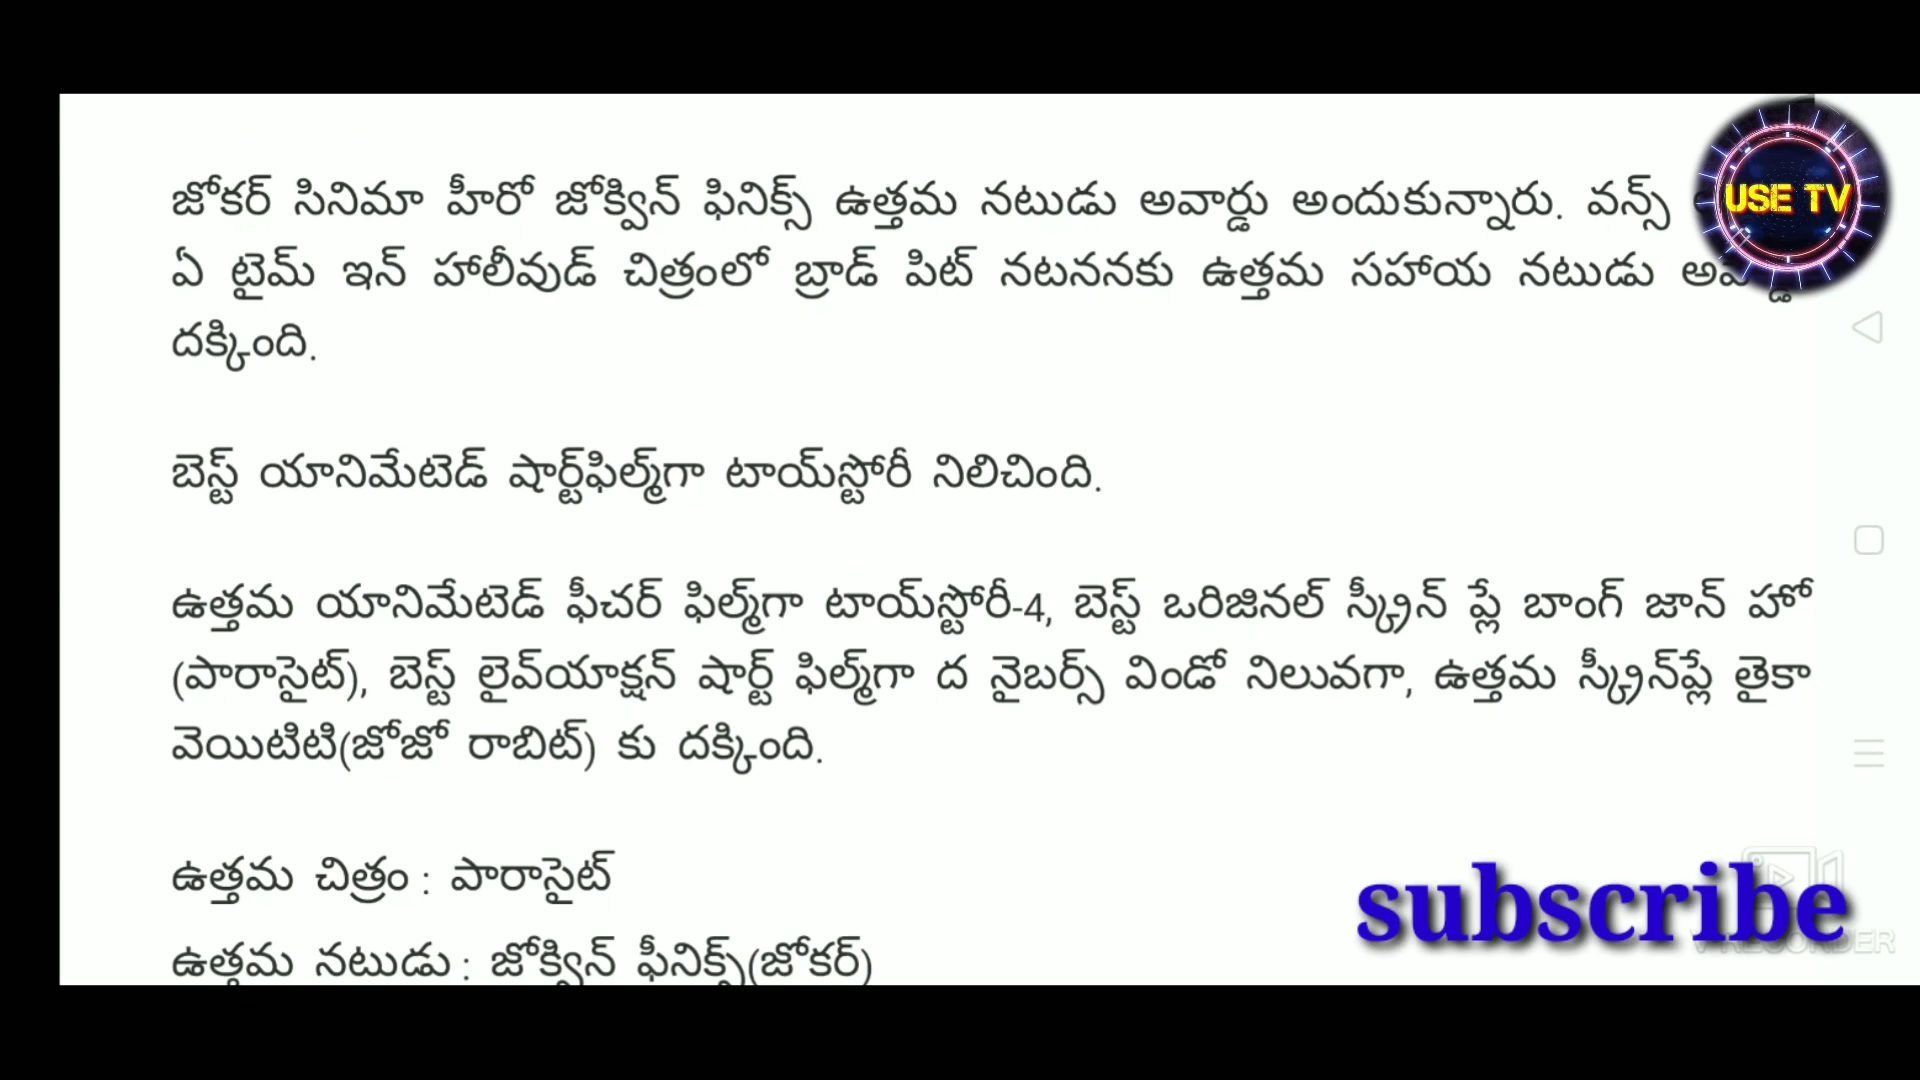 జోకర్ సినిమా హీరో జోక్విన్ ఫినిక్స్ ఉత్తమ నటుడు అవార్డు అందుకున్నారు. వన్స్
USE TV
ఏ టైమ్ ఇన్ హాలీవుడ్ చిత్రంలో బ్రాడ్ పిట్ నటననకు ఉత్తమ సహాయ నటుడు
దక్కింది.
బెస్ట్ యానిమేటెడ్ షార్ట్‌ఫిల్మ్‌గా టాయ్‌స్టోరీ నిలిచింది.
ఉత్తమ యానిమేటెడ్ ఫీచర్ ఫిల్మ్‌గా టాయ్‌స్టోరీ-4, బెస్ట్ ఒరిజినల్ స్క్రీన్ ప్లే బాంగ్ జాన్ హో
(పారాసైట్), బెస్ట్ లైవ్‌యాక్షన్ షార్ట్ ఫిల్మ్‌గా ద నైబర్స్ విండో నిలువగా, ఉత్తమ స్క్రీన్‌ప్లే తైకా
వెయిటిటి(జోజో రాబిట్) కు దక్కింది.
ఉత్తమ చిత్రం : పారాసైట్
subscribe
ఉత్తమ నటుడు : జోక్విన్ ఫీనిక్స్(జోకర్)